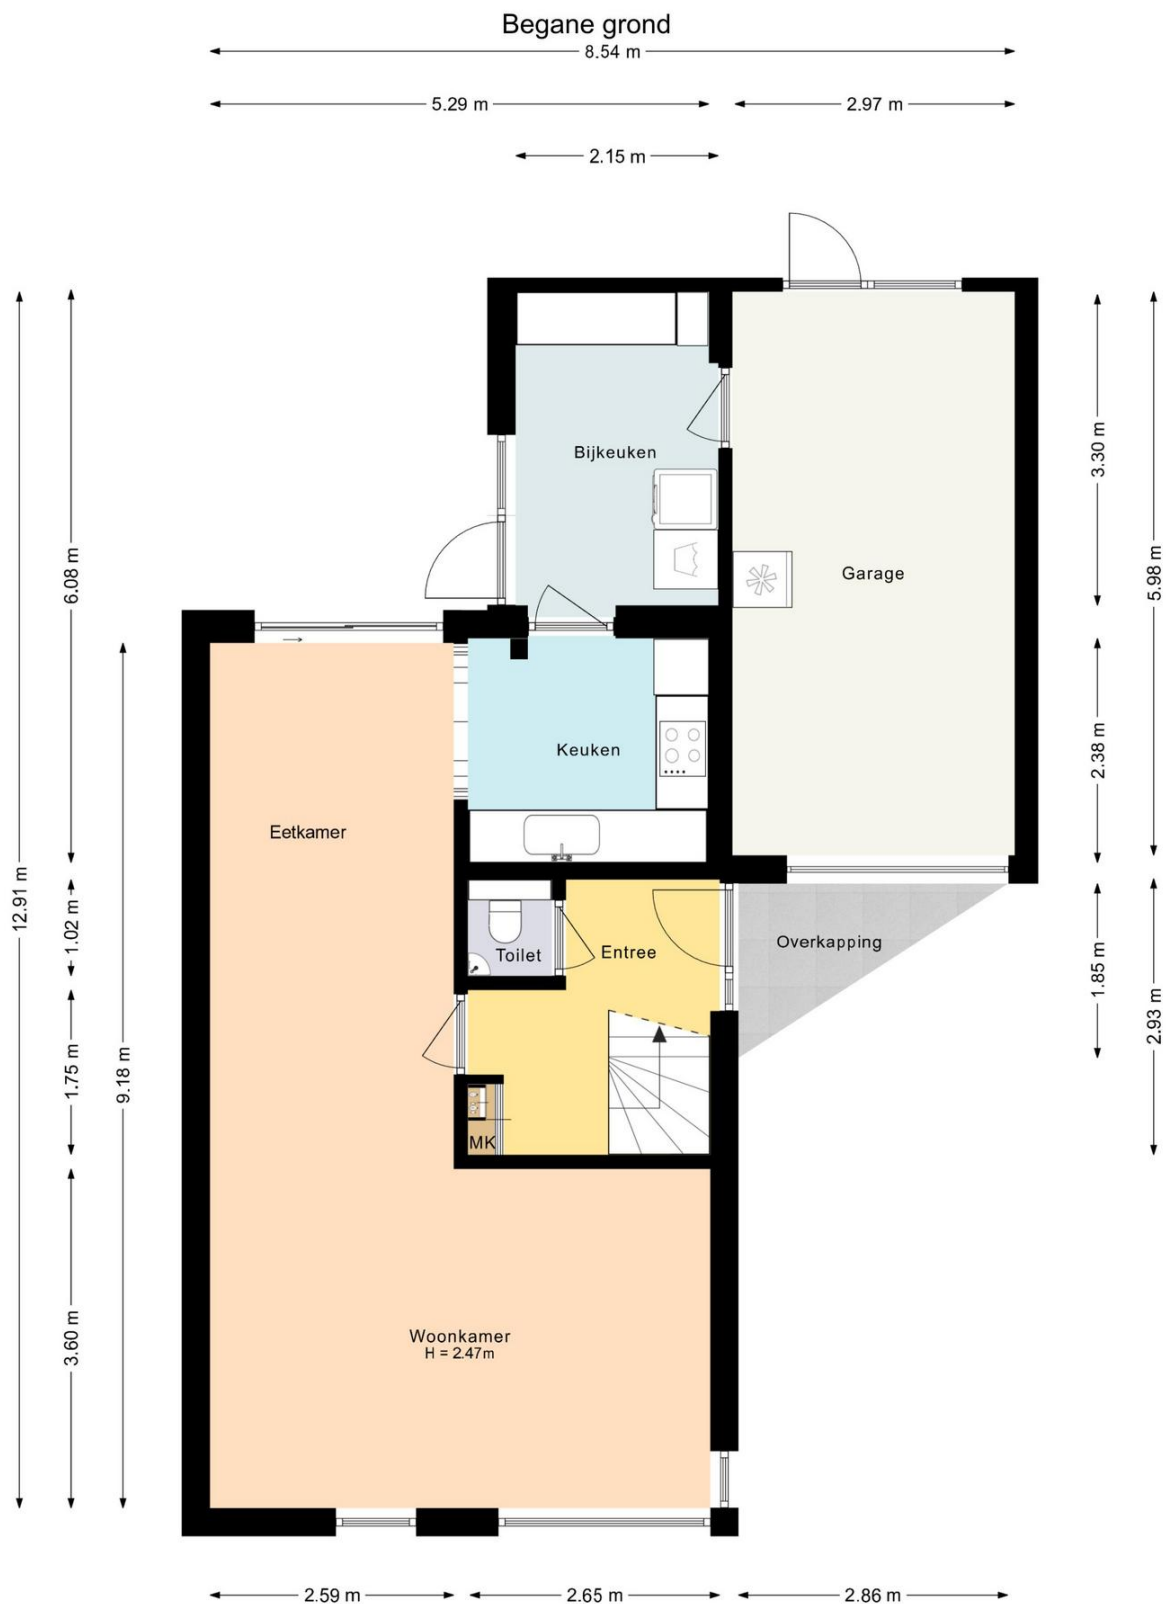 Begane grond
8.54 m
5.29 m
2.97 m
2.15 m
Bijkeuken
3.30 m
6.08 m
5.98 m
Garage
Keuken
2.38 m
Eetkamer
12.91 m
1.02 m
Toilet
Entree
Overkapping
1.85 m
2.93 m
1.75 m
9.18 m
MK
3.60 m
Woonkamer
H = 2.47m
2.59 m
2.65 m
2.86 m